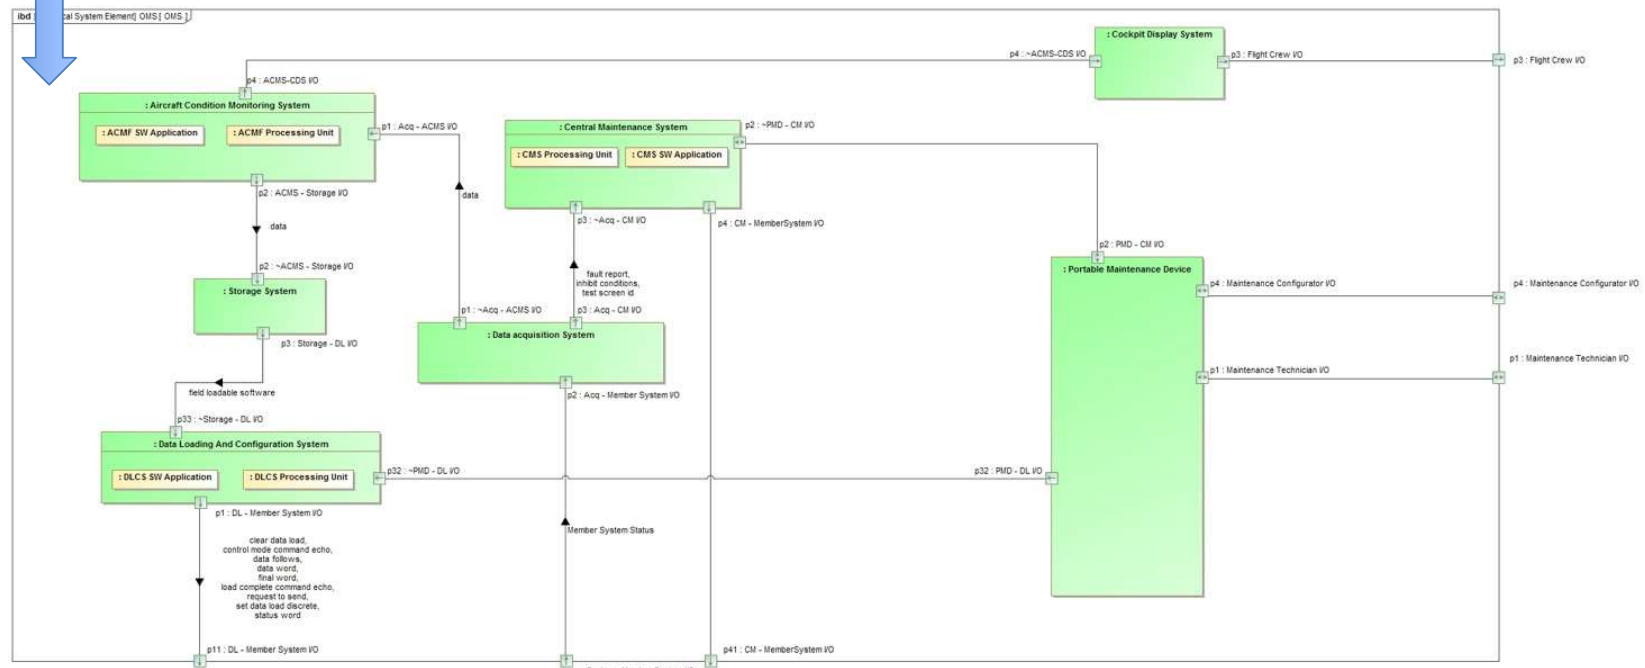 ibd [
cal System Element] OMS [ OMS ]
: Cockpit Display System
p4 : ~ACMS-CDS I/O
p3 : Flight Crew I/O
p3 : Flight Crew I/O
p4 : ACMS-CDS I/O
: Aircraft Condition Monitoring System
: ACMF SW Application
: ACMF Processing Unit
p1 : Acq - ACMS I/O
: Central Maintenance System
: CMS Processing Unit
: CMS SW Application
p2 : ~PMD - CM I/O
p2 : ACMS - Storage I/O
data
data
p3 : ~Acq - CM I/O
p4 : CM - MemberSystem I/O
p2 : PMD - CM I/O
p2 : ~ACMS - Storage I/O
: Storage System
fault report,
inhibit conditions,
test screen id
: Portable Maintenance Device
p4 : Maintenance Configurator I/O
p4 : Maintenance Configurator I/O
p1 : ~Acq - ACMS I/O
p3 : Acq - CM I/O
: Data acquisition System
p3 : Storage - DL I/O
p1 : Maintenance Technician I/O
p1 : Maintenance Technician I/O
field loadable software
p2 : Acq - Member System I/O
p33 : ~Storage - DL I/O
: Data Loading And Configuration System
: DLCS SW Application
: DLCS Processing Unit
p32 : ~PMD - DL I/O
p32 : PMD - DL I/O
p1 : DL - Member System I/O
Member System Status
clear data load,
control mode command echo,
data follows,
data word,
final word,
load complete command echo,
request to send,
set data load discrete,
status word
p11 : DL - Member System I/O
p41 : CM - MemberSystem I/O